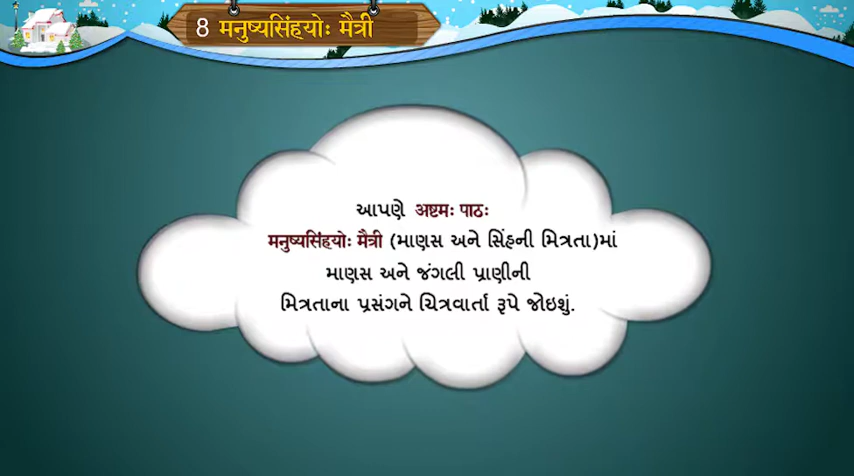 8 मनुष्यसिंहयोः मैत्री
આપણે अष्टमः पाठः
मनुष्यसिंहयोः मैत्री (માણસ અને સિંહની મિત્રતા)માં
માણસ અને જંગલી પ્રાણીની
મિત્રતાના પ્રસંગને ચિત્રવાર્તા રૂપે જોઇશું.